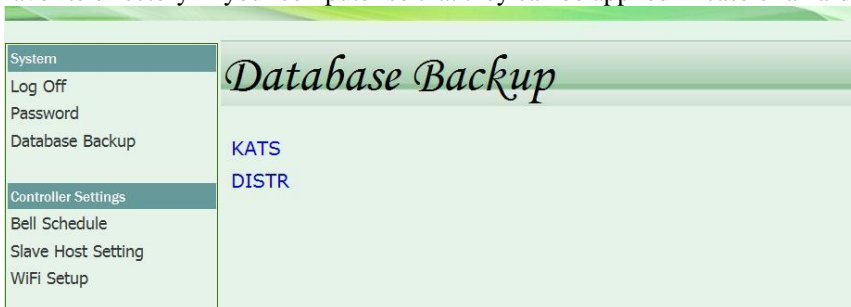 System
Log Off
Password
Database Backup
Controller Settings
Bell Schedule
Slave Host Setting
WiFi Setup
Database Backup
KATS
DISTR